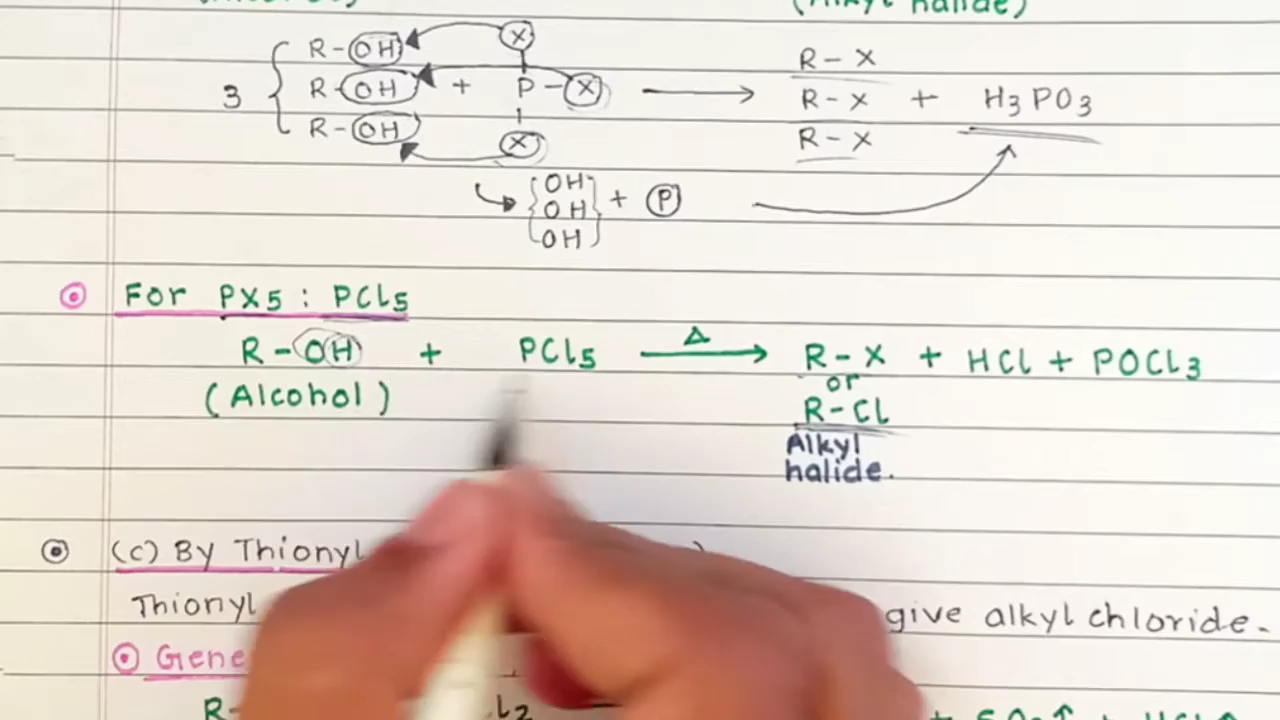 (Alkyl halide)
R-OH X
R-OH + P-X → R-X
3 R-OH X R-X + H3PO3
R-X
OH
OH + P
OH
For PX5 : PCl5
R-OH + PCl5 Δ → R-X + HCl + POCl3
(Alcohol) or
R-Cl
Alkyl
halide.
(c) By Thionyl
Thionyl give alkyl chloride.